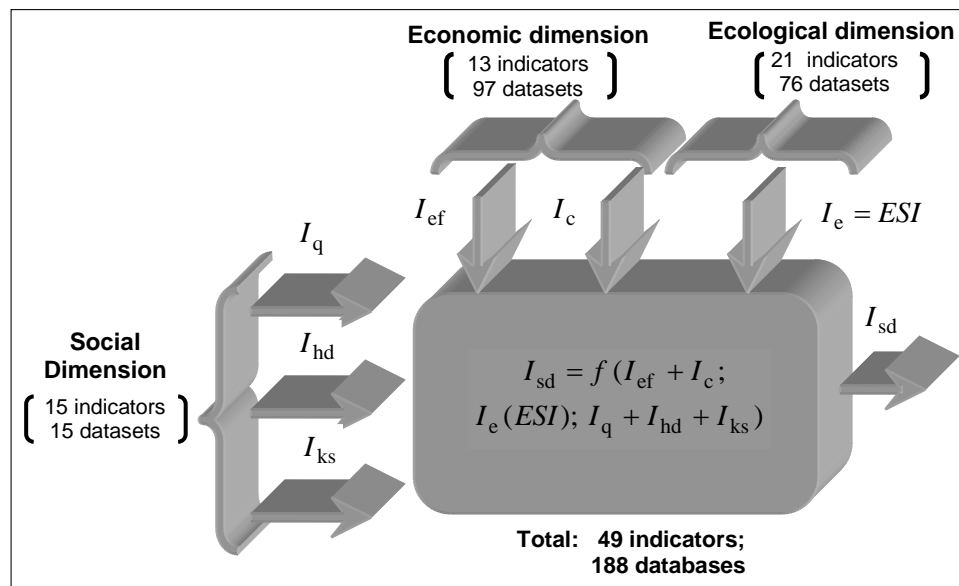 Economic dimension
13 indicators
97 datasets
Ecological dimension
21 indicators
76 datasets
I_ef
I_c
I_e = ESI
I_q
I_hd
I_ks
Social
Dimension
15 indicators
15 datasets
I_sd = f (I_ef + I_c;
I_e (ESI); I_q + I_hd + I_ks)
I_sd
Total: 49 indicators;
188 databases